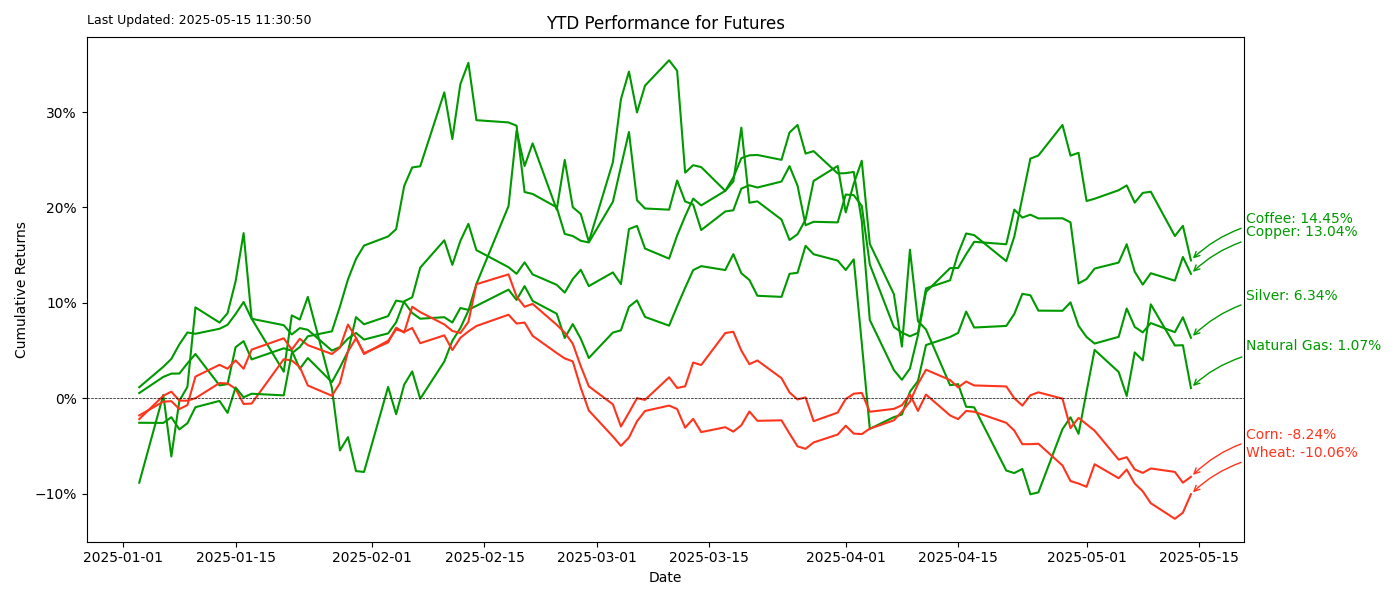 Last Updated: 2025-05-15 11:30:50
YTD Performance for Futures
Cumulative Returns
30%
20%
10%
0%
−10%
Coffee: 14.45%
Copper: 13.04%
Silver: 6.34%
Natural Gas: 1.07%
Corn: -8.24%
Wheat: -10.06%
2025-01-01 2025-01-15 2025-02-01 2025-02-15 2025-03-01 2025-03-15 2025-04-01 2025-04-15 2025-05-01 2025-05-15
Date